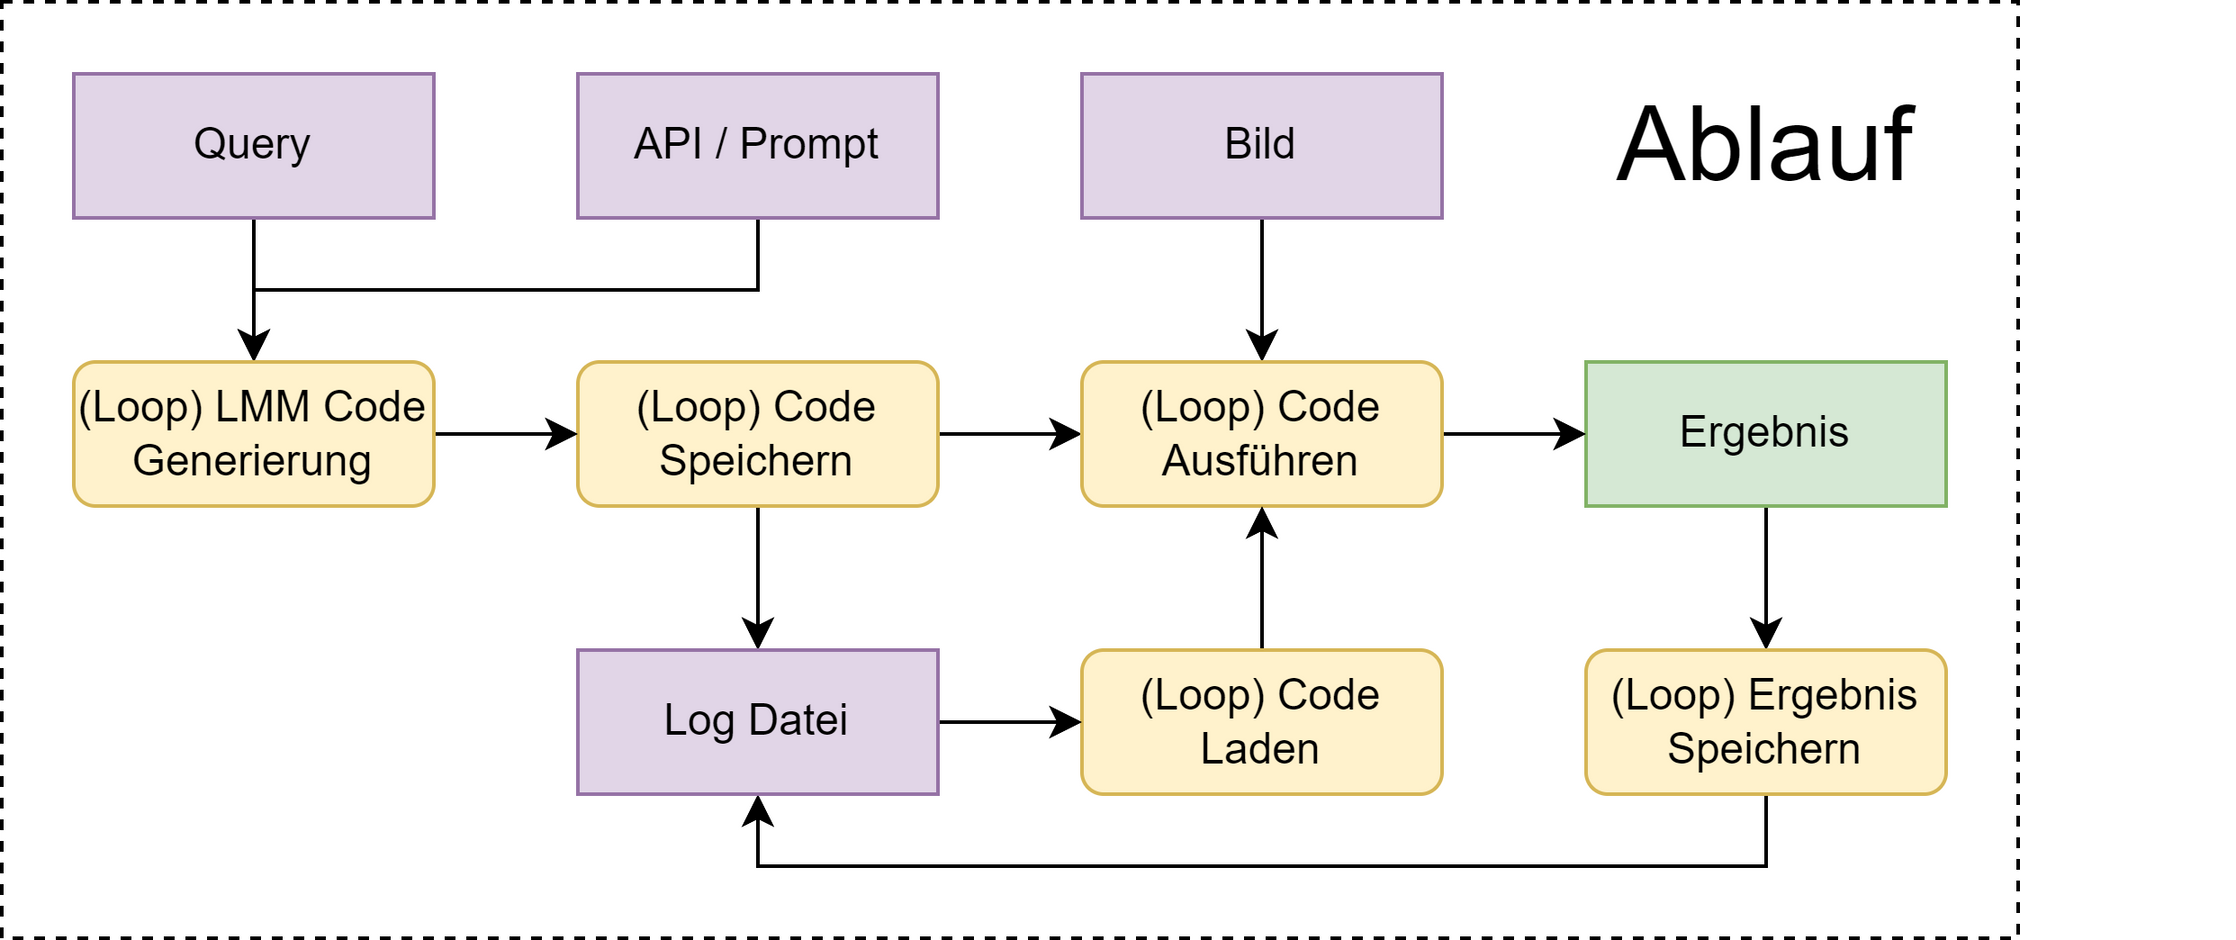 Query
API / Prompt
Bild
Ablauf
(Loop) LMM Code
Generierung
(Loop) Code
Speichern
(Loop) Code
Ausführen
Ergebnis
Log Datei
(Loop) Code
Laden
(Loop) Ergebnis
Speichern